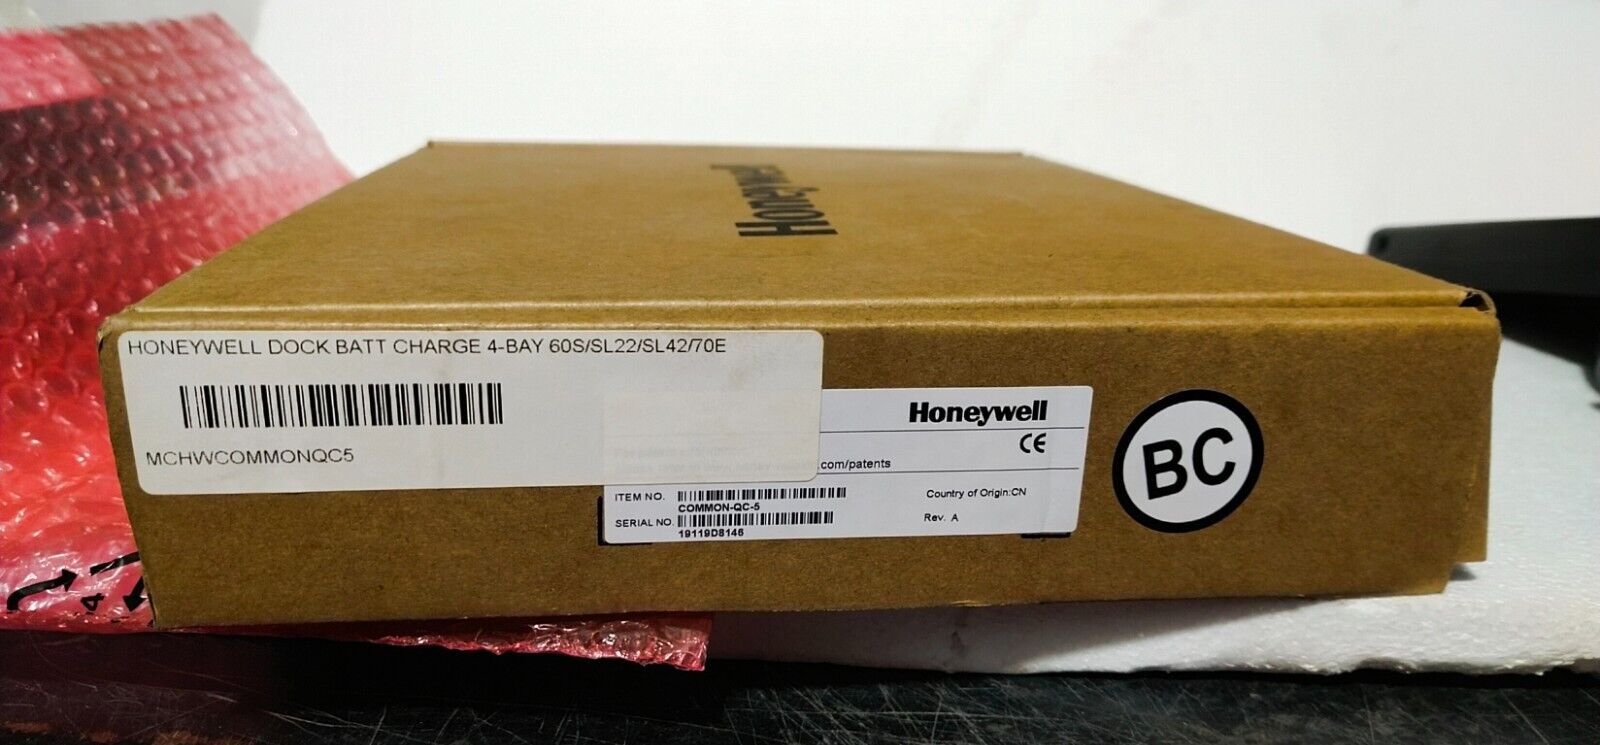 Honeywell
HONEYWELL DOCK BATT CHARGE 4-BAY 60S/SL22/SL42/70E
MCHWCOMMONQC5
Honeywell
CE
.com/patents
ITEM NO.
COMMON-QC-5
Country of Origin:CN
SERIAL NO.
19119D8146
Rev. A
BC
4